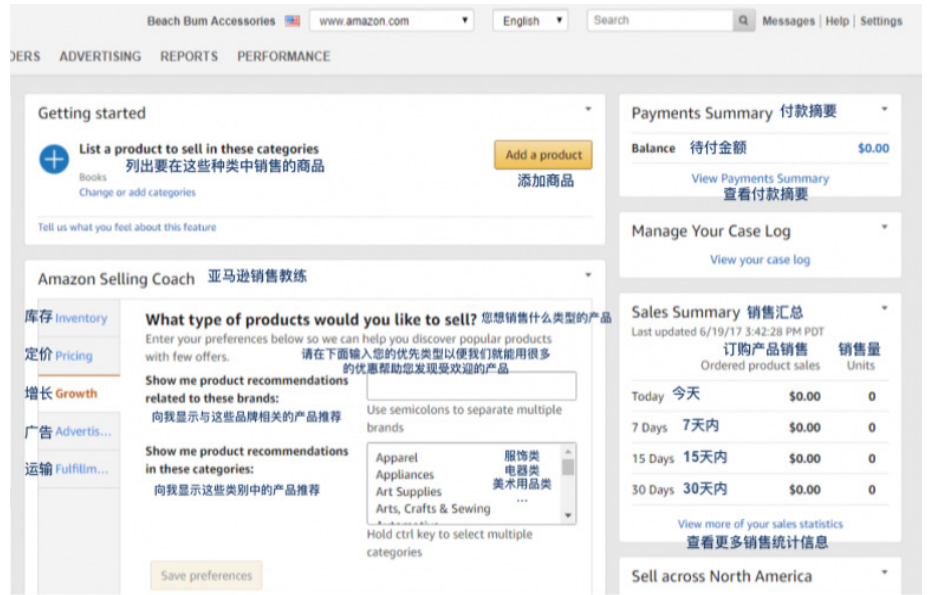 Beach Bum Accessories www.amazon.com English Search Messages | Help | Settings
DERS ADVERTISING REPORTS PERFORMANCE
Getting started
List a product to sell in these categories
列出要在这些种类中销售的商品
Books
Change or add categories
Add a product
添加商品
Tell us what you feel about this feature
Amazon Selling Coach 亚马逊销售教练
库存 Inventory
定价 Pricing
增长 Growth
广告 Advertis...
运输 Fulfillm...
What type of products would you like to sell? 您想销售什么类型的产品
Enter your preferences below so we can help you discover popular products
with few offers. 请在下面输入您的优先类型以便我们就能用很多
的优惠帮助您发现受欢迎的产品
Show me product recommendations
related to these brands:
向我显示与这些品牌相关的产品推荐
Use semicolons to separate multiple
brands
Show me product recommendations
in these categories:
向我显示这些类别中的产品推荐
Apparel 服饰类
Appliances 电器类
Art Supplies 美术用品类
Arts, Crafts & Sewing ...
Hold ctrl key to select multiple
categories
Save preferences
Payments Summary 付款摘要
Balance 待付金额 $0.00
View Payments Summary
查看付款摘要
Manage Your Case Log
View your case log
Sales Summary 销售汇总
Last updated 6/19/17 3:42:28 PM PDT
订购产品销售 销售量
Ordered product sales Units
Today 今天 $0.00 0
7 Days 7天内 $0.00 0
15 Days 15天内 $0.00 0
30 Days 30天内 $0.00 0
View more of your sales statistics
查看更多销售统计信息
Sell across North America